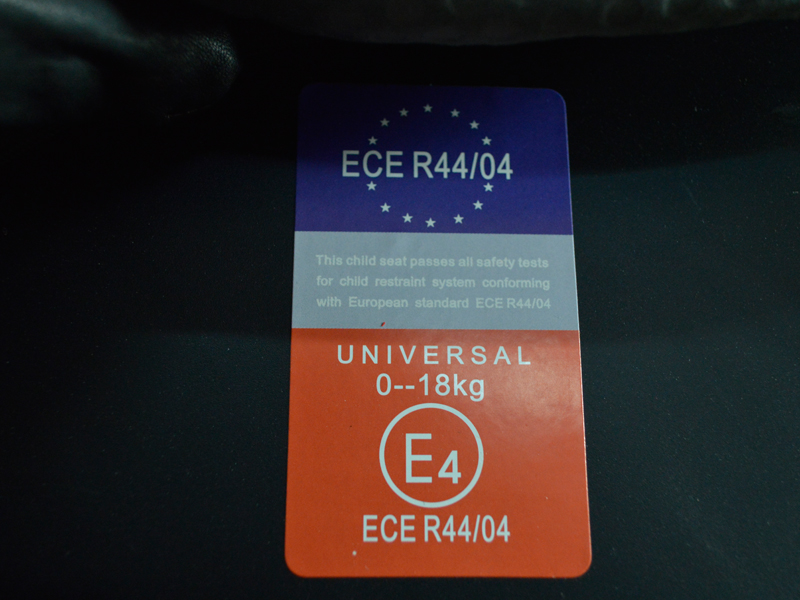 ECE R44/04
This child seat passes all safety tests
for child restraint system conforming
with European standard ECE R44/04
UNIVERSAL
0--18kg
E4
ECE R44/04